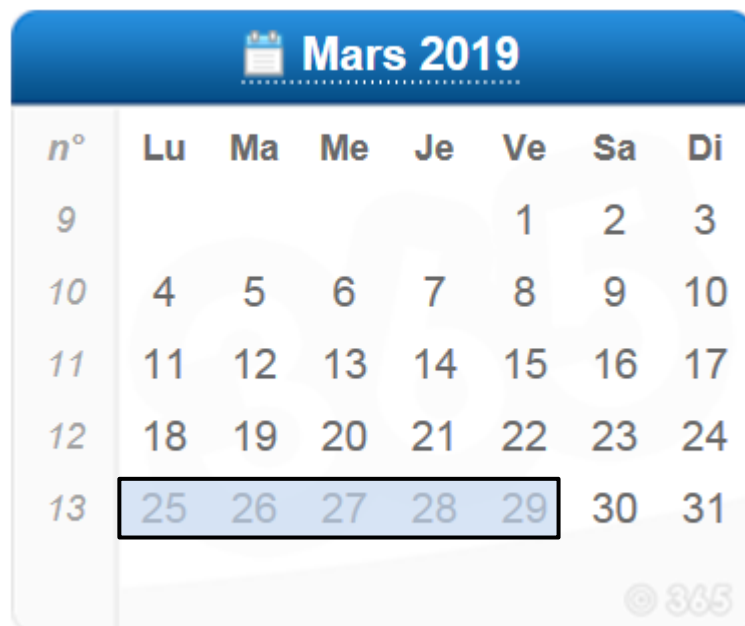 Mars 2019
n° Lu Ma Me Je Ve Sa Di
9 1 2 3
10 4 5 6 7 8 9 10
11 11 12 13 14 15 16 17
12 18 19 20 21 22 23 24
13 25 26 27 28 29 30 31
365